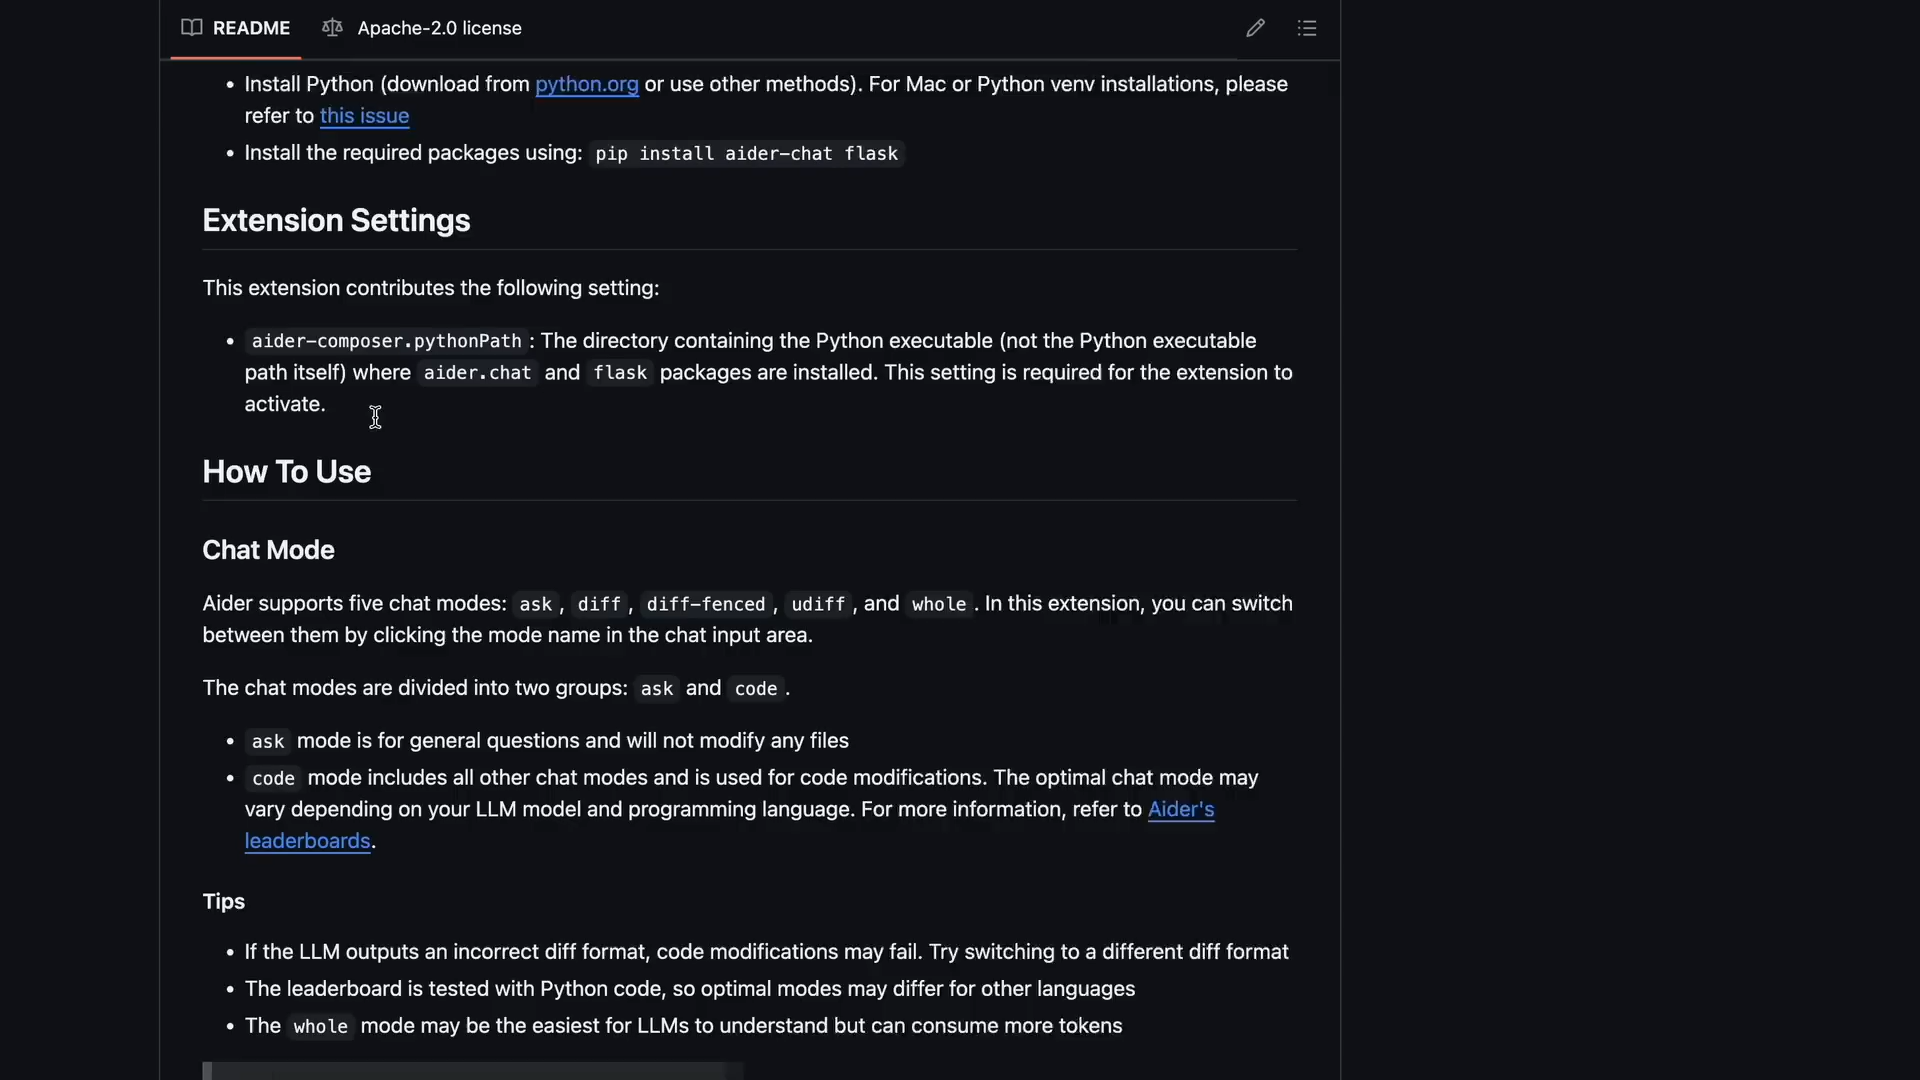 README Apache-2.0 license
Install Python (download from python.org or use other methods). For Mac or Python venv installations, please
refer to this issue
Install the required packages using: pip install aider-chat flask
Extension Settings
This extension contributes the following setting:
aider-composer.pythonPath : The directory containing the Python executable (not the Python executable
path itself) where aider.chat and flask packages are installed. This setting is required for the extension to
activate.
How To Use
Chat Mode
Aider supports five chat modes: ask , diff , diff-fenced , udiff , and whole . In this extension, you can switch
between them by clicking the mode name in the chat input area.
The chat modes are divided into two groups: ask and code .
ask mode is for general questions and will not modify any files
code mode includes all other chat modes and is used for code modifications. The optimal chat mode may
vary depending on your LLM model and programming language. For more information, refer to Aider's
leaderboards.
Tips
If the LLM outputs an incorrect diff format, code modifications may fail. Try switching to a different diff format
The leaderboard is tested with Python code, so optimal modes may differ for other languages
The whole mode may be the easiest for LLMs to understand but can consume more tokens